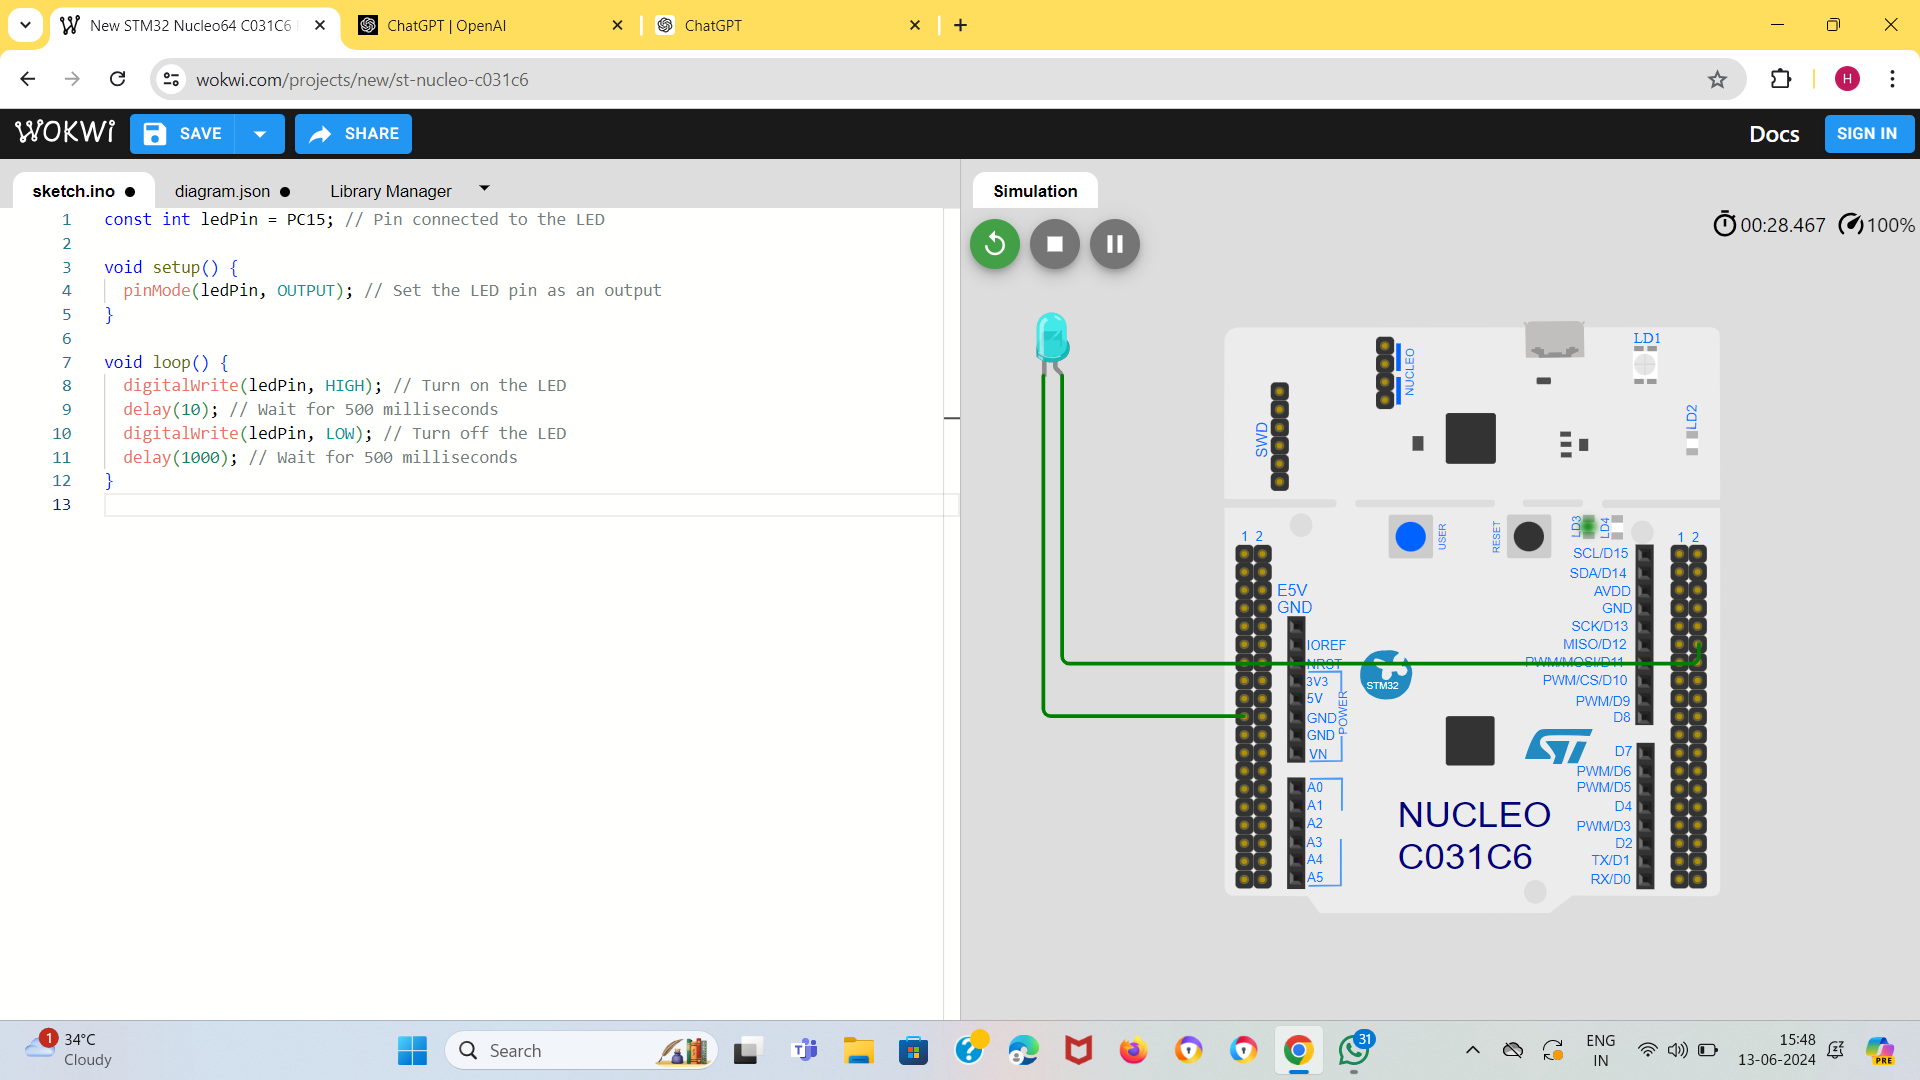 New STM32 Nucleo64 C031C6
ChatGPT | OpenAI
ChatGPT
wokwi.com/projects/new/st-nucleo-c031c6
H
WOKWi
SAVE
SHARE
Docs
SIGN IN
sketch.ino
diagram.json
Library Manager
Simulation
1 const int ledPin = PC15; // Pin connected to the LED
2
3 void setup() {
4 pinMode(ledPin, OUTPUT); // Set the LED pin as an output
5 }
6
7 void loop() {
8 digitalWrite(ledPin, HIGH); // Turn on the LED
9 delay(10); // Wait for 500 milliseconds
10 digitalWrite(ledPin, LOW); // Turn off the LED
11 delay(1000); // Wait for 500 milliseconds
12 }
13
00:28.467 100%
LD1
NUCLEO
LD2
SWD
USER
RESET
LD3
LD4
1 2
1 2
E5V
GND
IOREF
NRST
3V3
5V
GND
GND
VN
POWER
A0
A1
A2
A3
A4
A5
STM32
SCL/D15
SDA/D14
AVDD
GND
SCK/D13
MISO/D12
PWM/MOSI/D11
PWM/CS/D10
PWM/D9
D8
ST
D7
PWM/D6
PWM/D5
D4
PWM/D3
D2
TX/D1
RX/D0
NUCLEO
C031C6
1
34°C
Cloudy
Search
31
ENG
IN
15:48
13-06-2024
PRE